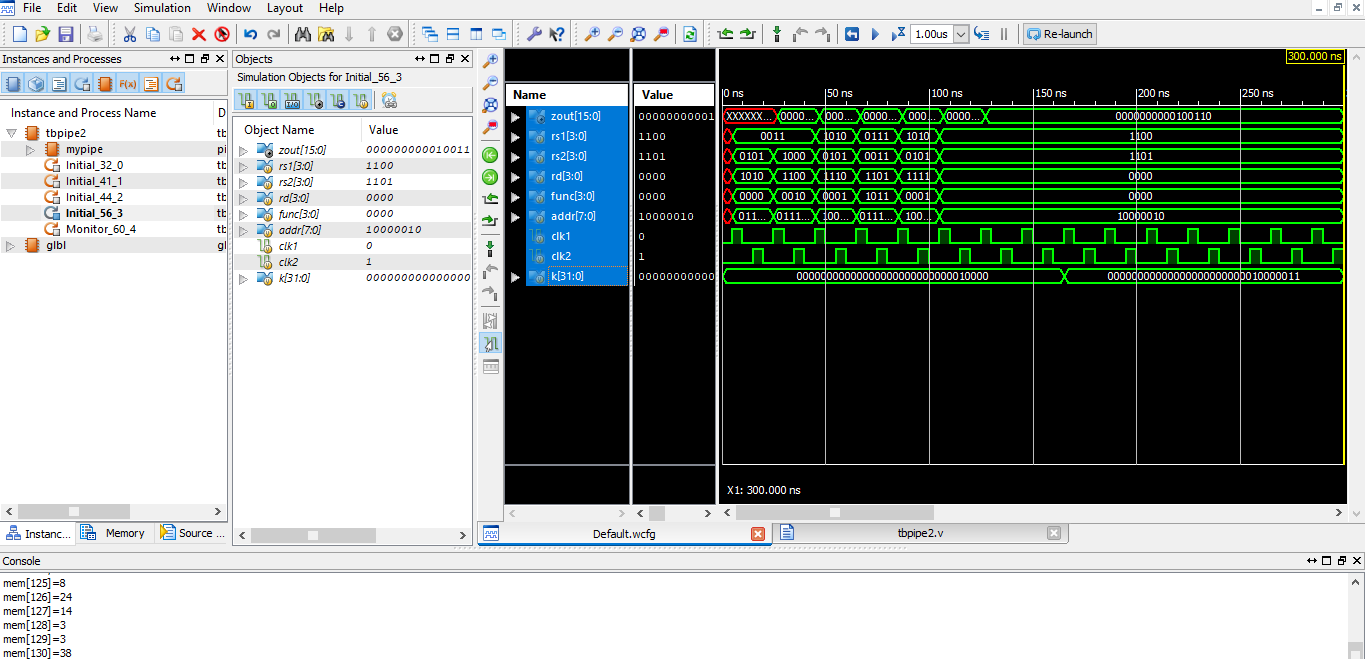 File Edit View Simulation Window Layout Help
1.00us Re-launch
Instances and Processes
Instance and Process Name D
tbpipe2 tb
mypipe pi
Initial_32_0 tb
Initial_41_1 tb
Initial_44_2 tb
Initial_56_3 tb
Monitor_60_4 tb
glbl gl
Instanc... Memory Source ...
Objects
Simulation Objects for Initial_56_3
Object Name Value
zout[15:0] 000000000010011
rs1[3:0] 1100
rs2[3:0] 1101
rd[3:0] 0000
func[3:0] 0000
addr[7:0] 10000010
clk1 0
clk2 1
k[31:0] 000000000000000
300.000 ns
Name Value 0 ns 50 ns 100 ns 150 ns 200 ns 250 ns
zout[15:0] 00000000001 XXXXXX... 0000... 000... 0000... 000... 0000... 0000000000100110
rs1[3:0] 1100 0011 1010 0111 1010 1100
rs2[3:0] 1101 0101 1000 0101 0011 0101 1101
rd[3:0] 0000 1010 1100 1110 1101 1111 0000
func[3:0] 0000 0000 0010 0001 1011 0001 0000
addr[7:0] 10000010 011... 0111... 100... 0111... 100... 10000010
clk1 0
clk2 1
k[31:0] 00000000000 00000000000000000000000000010000 00000000000000000000000010000011
X1: 300.000 ns
Default.wcfg tbpipe2.v
Console
mem[125]=8
mem[126]=24
mem[127]=14
mem[128]=3
mem[129]=3
mem[130]=38